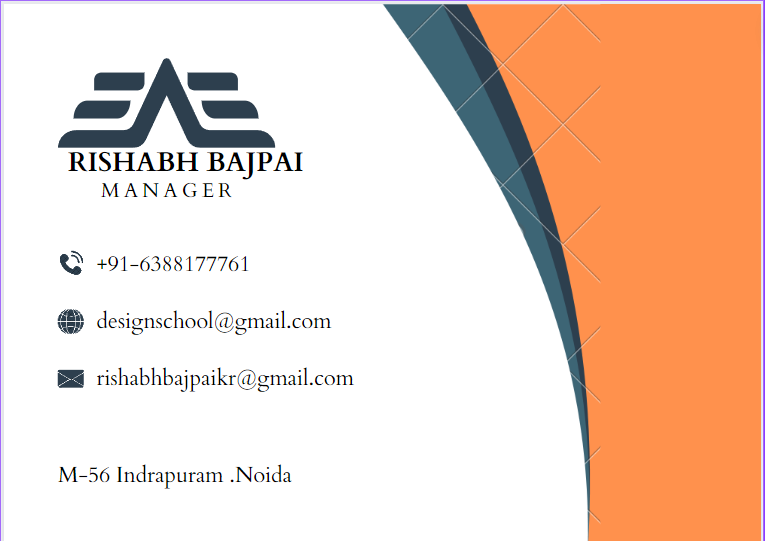 RISHABH BAJPAI
MANAGER
+91-6388177761
designschool@gmail.com
rishabhbajpaikr@gmail.com
M-56 Indrapuram .Noida